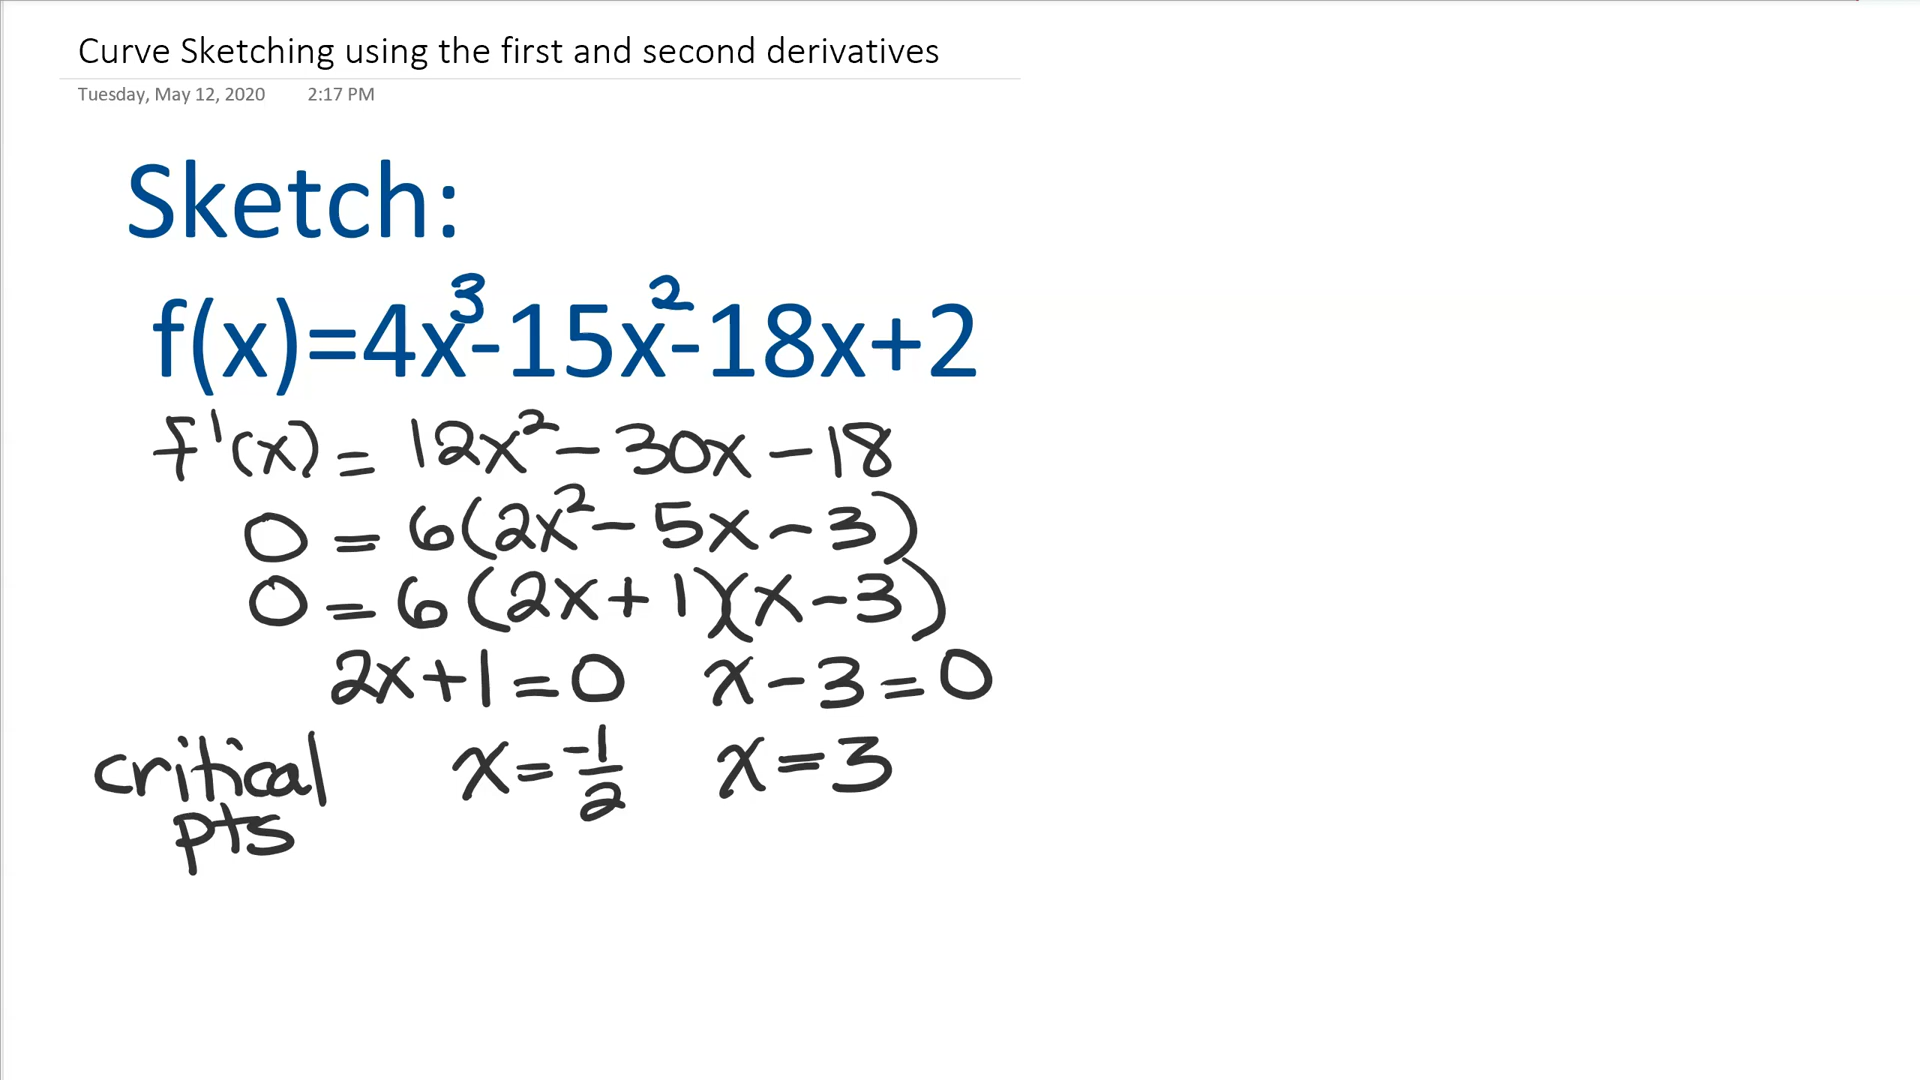 Curve Sketching using the first and second derivatives
Tuesday, May 12, 2020 2:17 PM
Sketch:
f(x)=4x³-15x²-18x+2
f'(x) = 12x² - 30x - 18
0 = 6(2x² - 5x - 3)
0 = 6(2x+1)(x-3)
2x+1=0 x-3=0
critical x = -1/2 x=3
pts